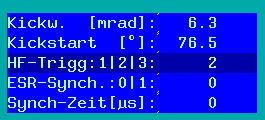 Kickw. [mrad]: 6.3
Kickstart [°]: 76.5
HF-Trigg:1|2|3: 2
ESR-Synch.:0|1: 0
Synch-Zeit[µs]: 0